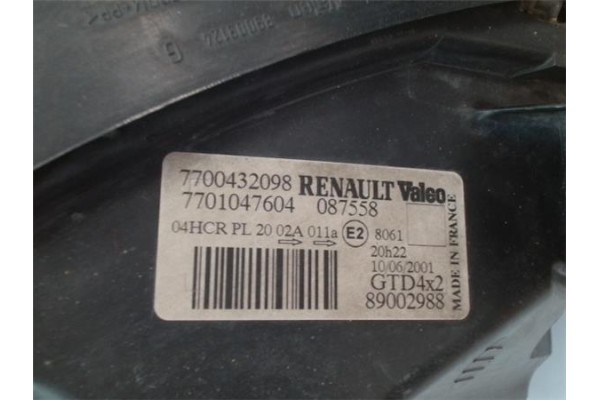 7700432098 RENAULT Valeo
7701047604 087558
04HCR PL 20 02A 011a E2 8061
20h22
10/06/2001
GTD4x2
89002988
MADE IN FRANCE